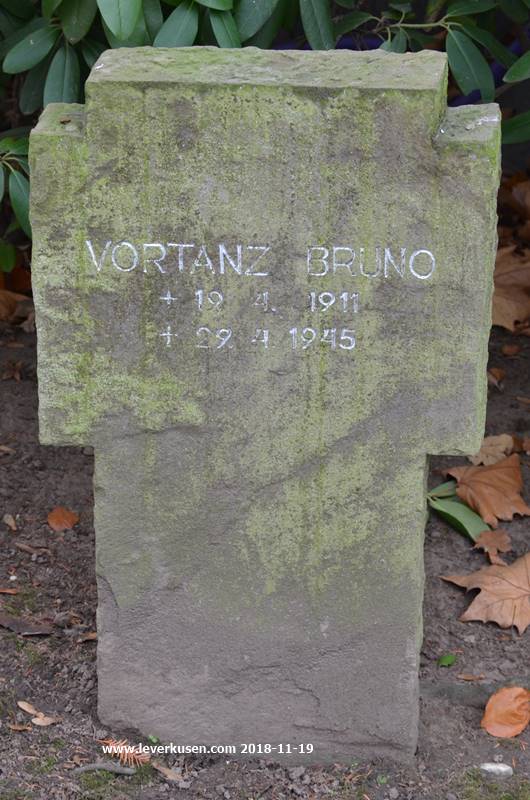 VORTANZ BRUNO
+ 19. 4. 1911
+ 29. 4 1945
www.leverkusen.com 2018-11-19